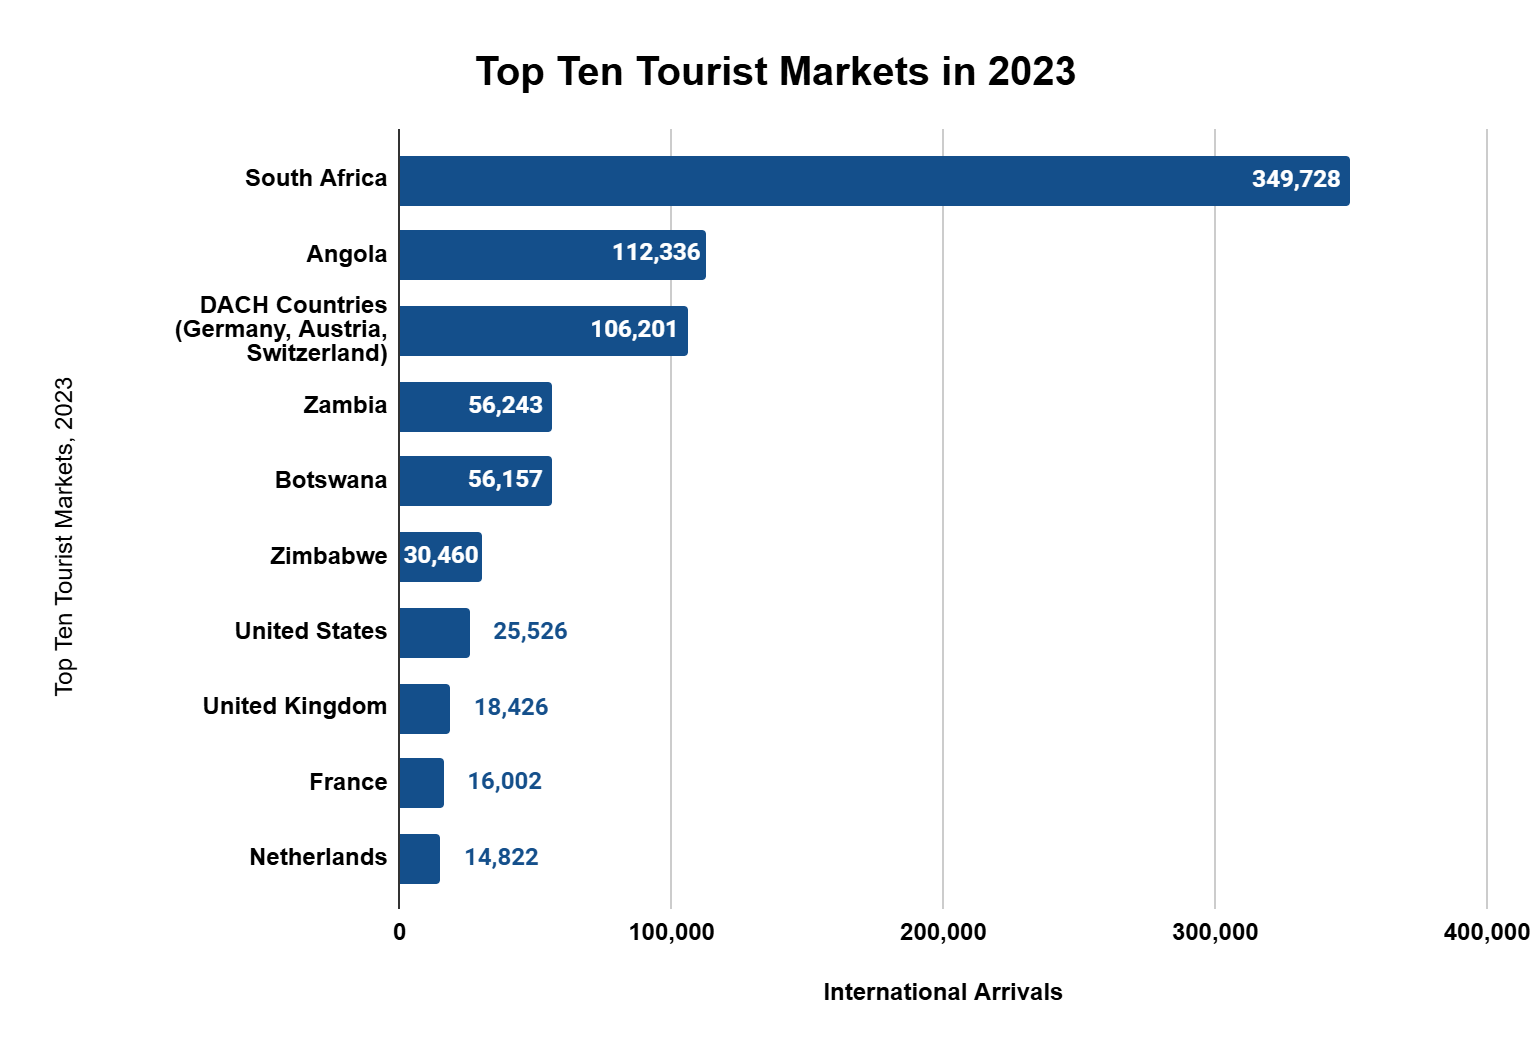 Top Ten Tourist Markets in 2023
Top Ten Tourist Markets, 2023
South Africa
349,728
Angola
112,336
DACH Countries
(Germany, Austria,
Switzerland)
106,201
Zambia
56,243
Botswana
56,157
Zimbabwe
30,460
United States
25,526
United Kingdom
18,426
France
16,002
Netherlands
14,822
0
100,000
200,000
300,000
400,000
International Arrivals